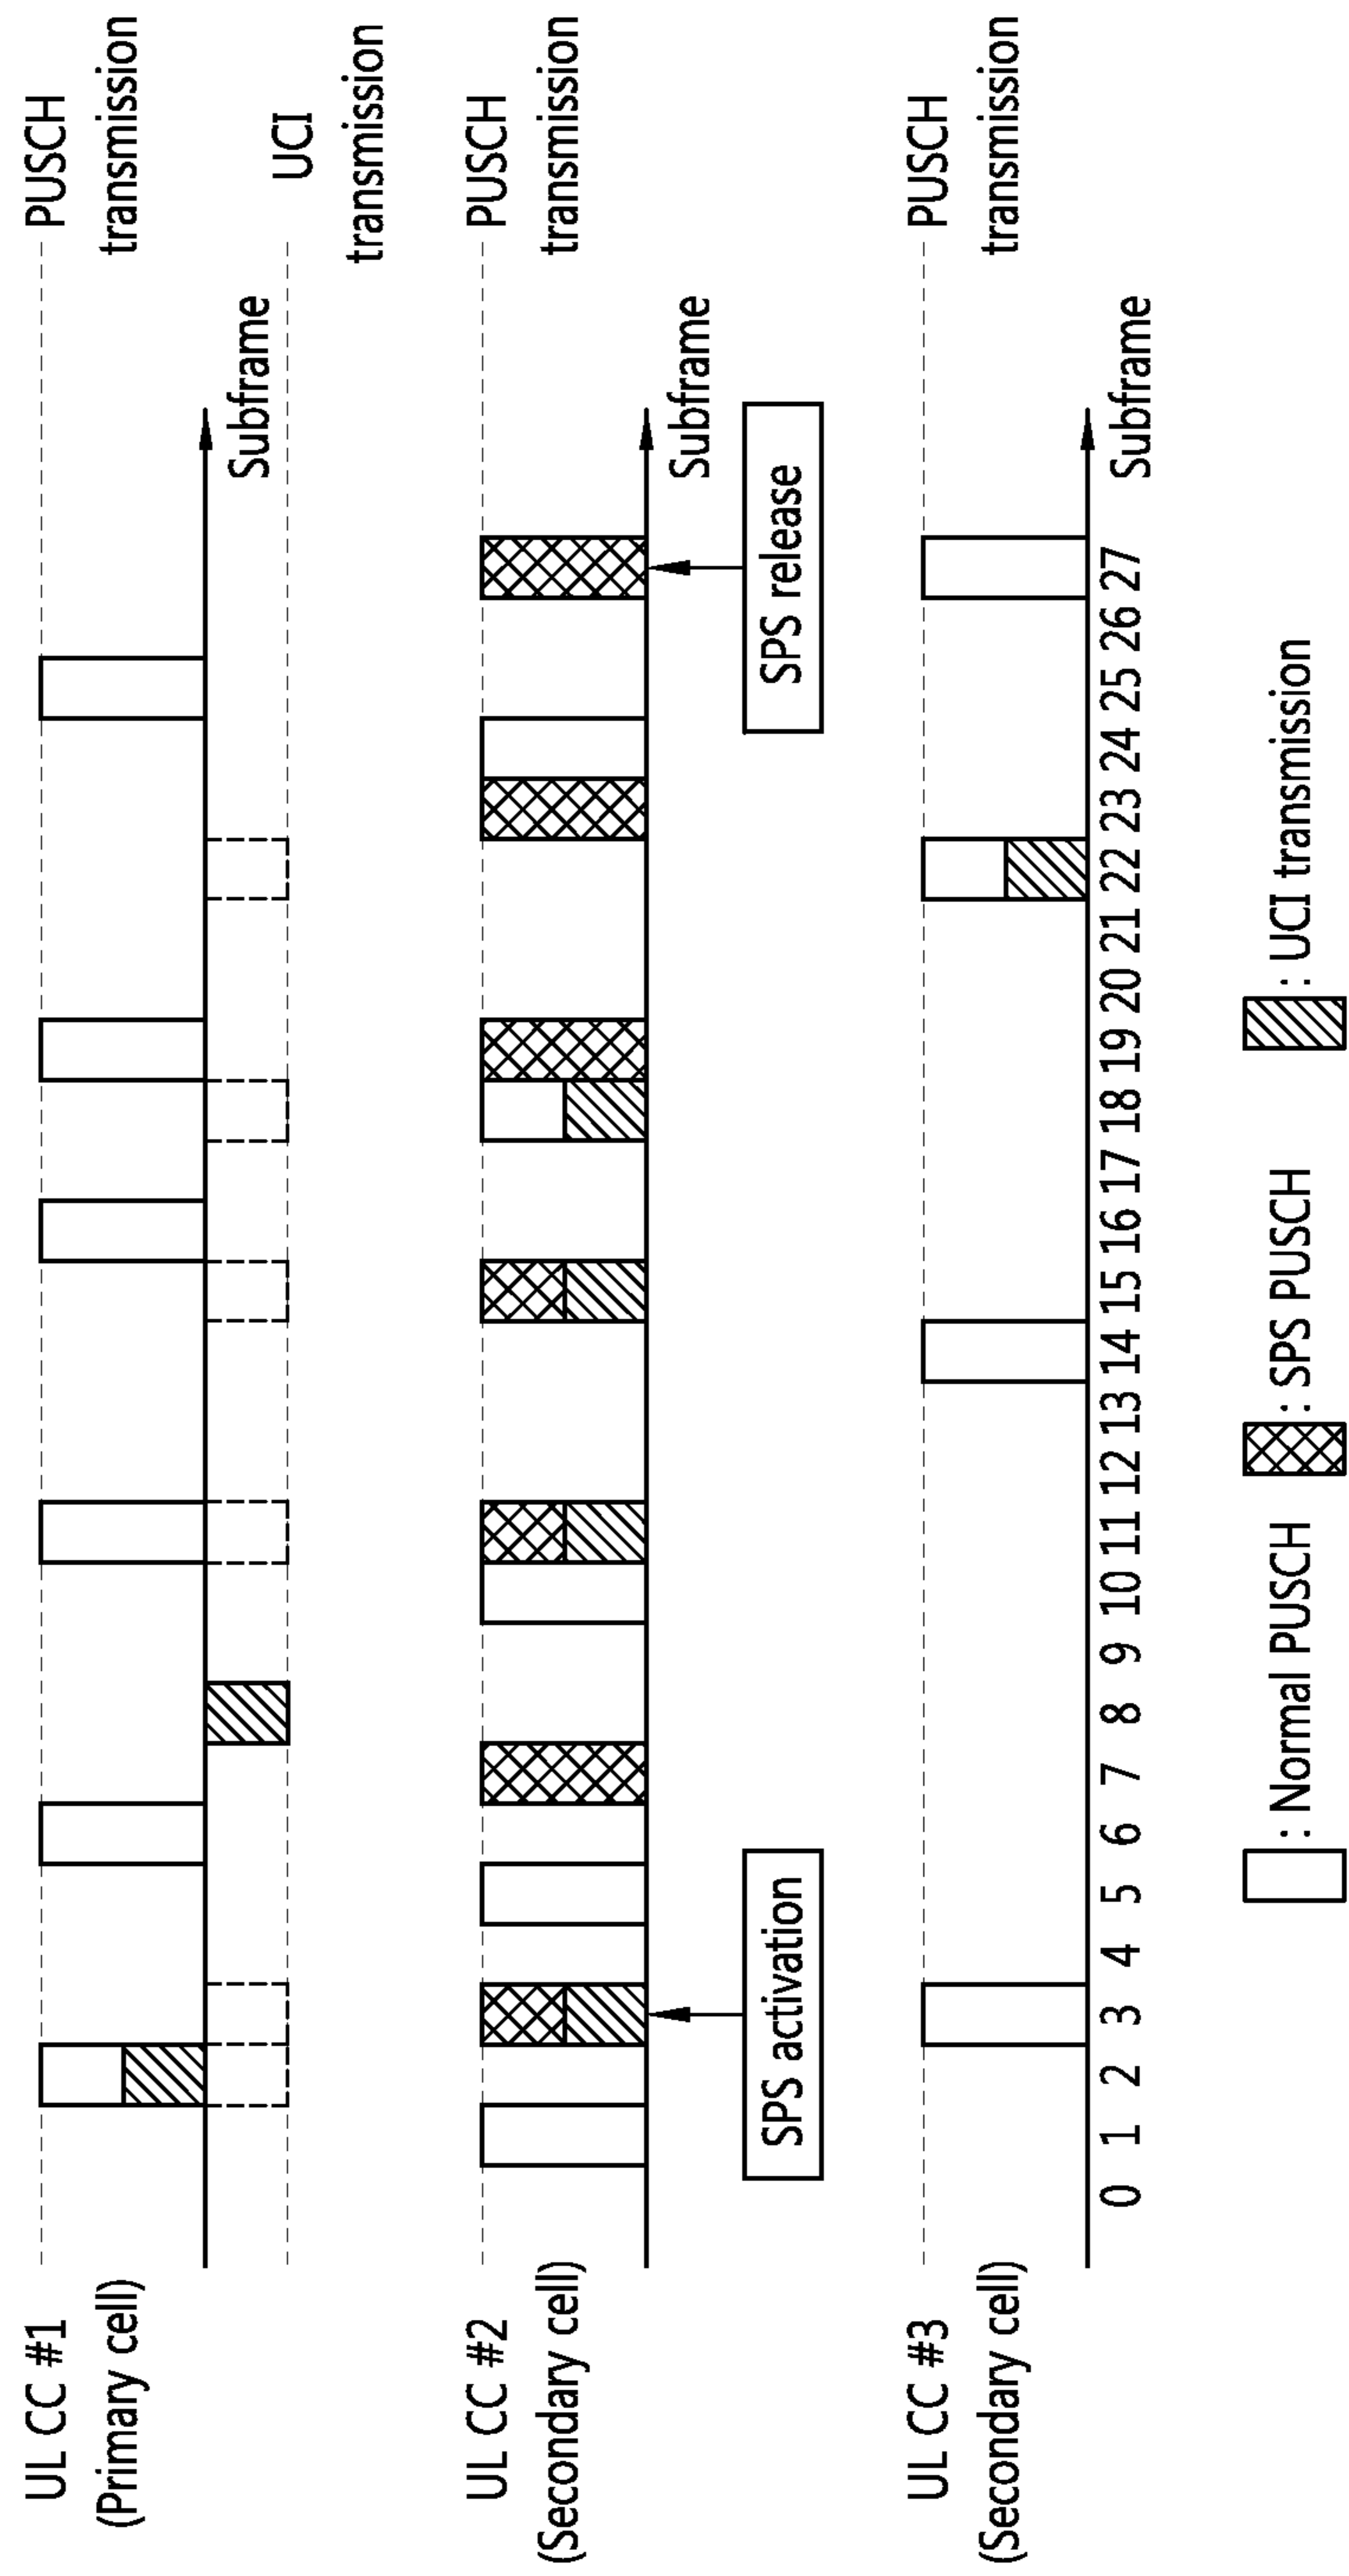 UL CC #1
(Primary cell)
PUSCH
transmission
Subframe
UCI
transmission
UL CC #2
(Secondary cell)
PUSCH
transmission
Subframe
SPS activation
SPS release
UL CC #3
(Secondary cell)
PUSCH
transmission
0 1 2 3 4 5 6 7 8 9 10 11 12 13 14 15 16 17 18 19 20 21 22 23 24 25 26 27
Subframe
: Normal PUSCH : SPS PUSCH : UCI transmission